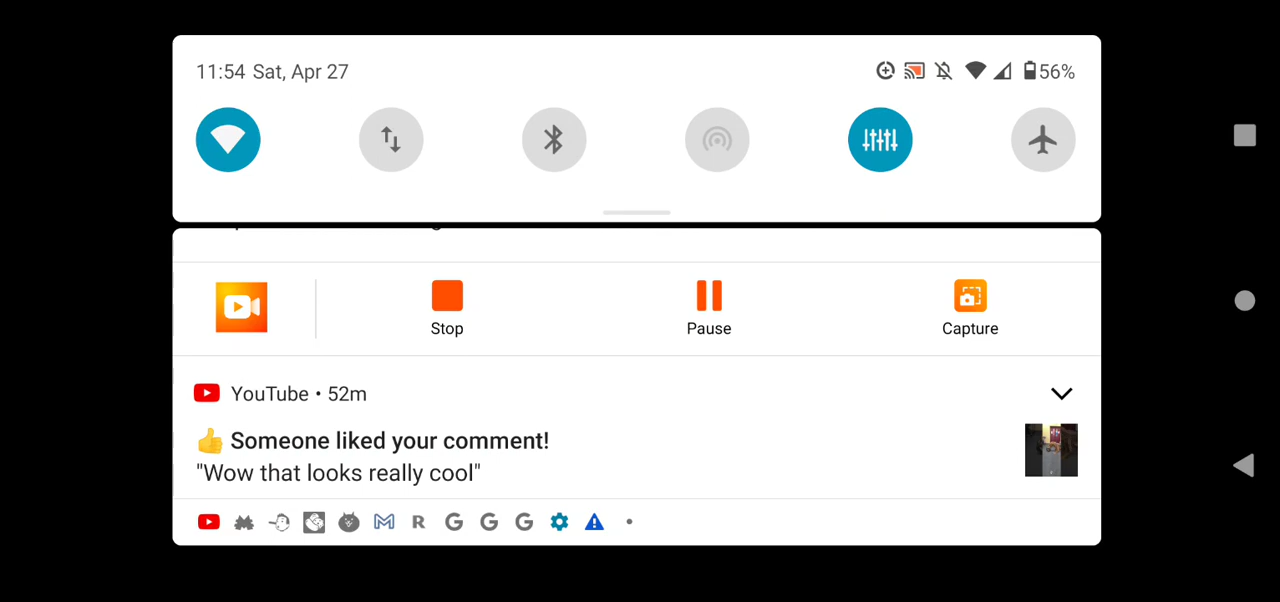 11:54 Sat, Apr 27
56%
Stop
Pause
Capture
YouTube • 52m
👍 Someone liked your comment!
"Wow that looks really cool"